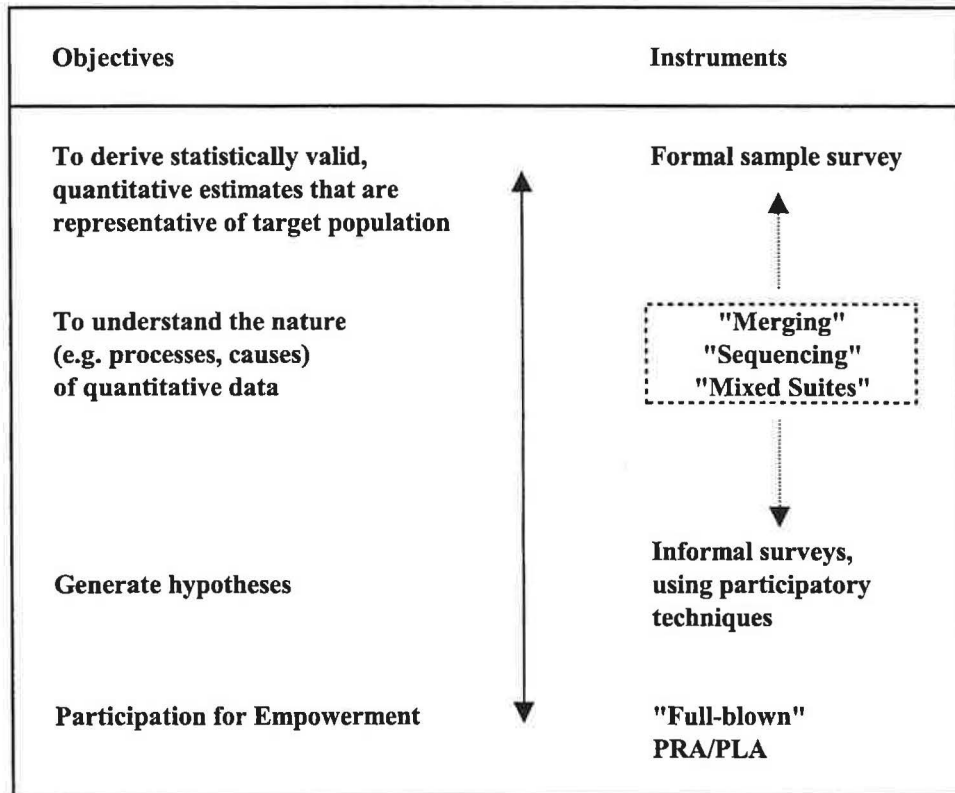 Objectives
Instruments
To derive statistically valid,
quantitative estimates that are
representative of target population
Formal sample survey
To understand the nature
(e.g. processes, causes)
of quantitative data
"Merging"
"Sequencing"
"Mixed Suites"
Generate hypotheses
Informal surveys,
using participatory
techniques
Participation for Empowerment
"Full-blown"
PRA/PLA